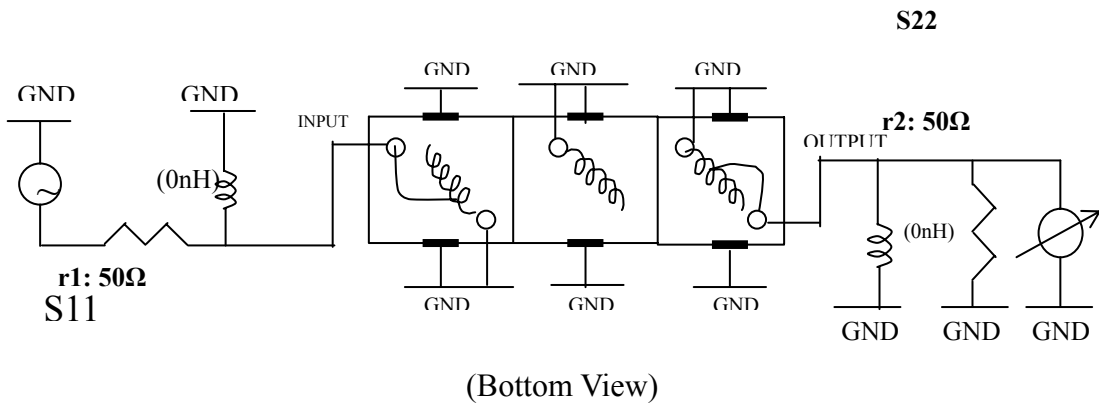 S22
GND
GND
GND
GND
GND
INPUT
r2: 50Ω
OUTPUT
(0nH)
(0nH)
r1: 50Ω
S11
GND
GND
GND
GND
GND
GND
(Bottom View)